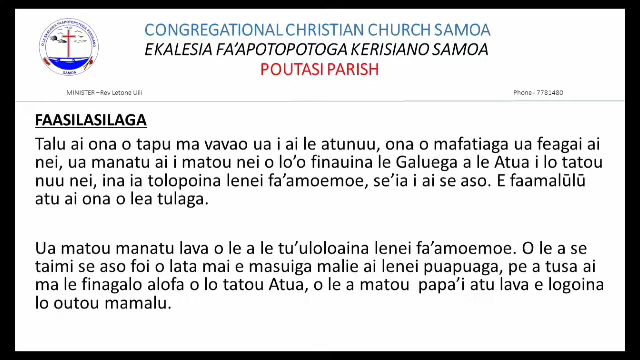 CONGREGATIONAL CHRISTIAN CHURCH SAMOA
EKALESIA FA'APOTOPOTOGA KERISIANO SAMOA
POUTASI PARISH
MINISTER –Rev Letone Uili
Phone - 7781480
FAASILASILAGA
Talu ai ona o tapu ma vavao ua i ai le atunuu, ona o mafatiaga ua feagai ai
nei, ua manatu ai i matou nei o lo'o finauina le Galuega a le Atua i lo tatou
nuu nei, ina ia tolopoina lenei fa'amoemoe, se'ia i ai se aso. E faamalūlū
atu ai ona o lea tulaga.
Ua matou manatu lava o le a le tu'uloloaina lenei fa'amoemoe. O le a se
taimi se aso foi o lata mai e masuiga malie ai lenei puapuaga, pe a tusa ai
ma le finagalo alofa o lo tatou Atua, o le a matou papa'i atu lava e logoina
lo outou mamalu.